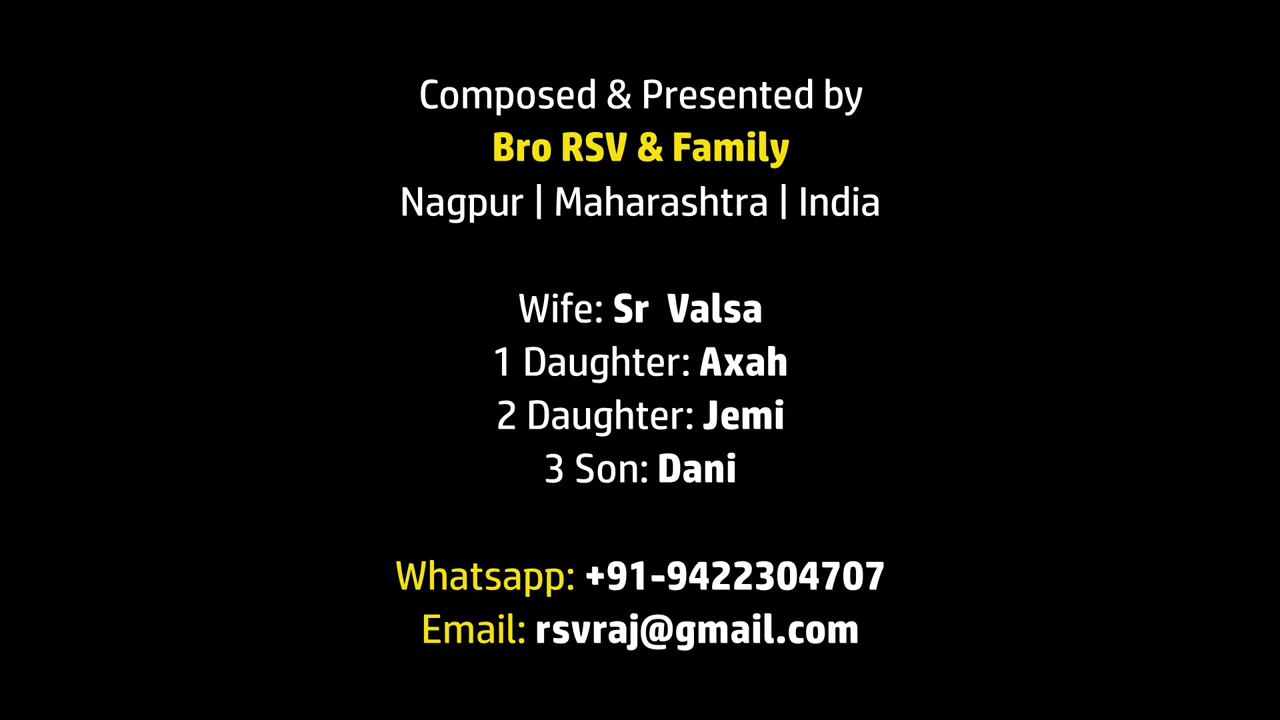 Composed & Presented by
Bro RSV & Family
Nagpur | Maharashtra | India
Wife: Sr  Valsa
1 Daughter: Axah
2 Daughter: Jemi
3 Son: Dani
Whatsapp: +91-9422304707
Email: rsvraj@gmail.com